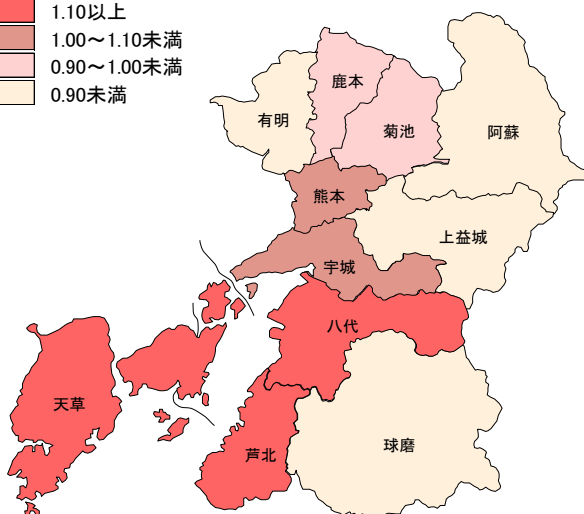 1.10以上
1.00～1.10未満
0.90～1.00未満
0.90未満
鹿本
有明
菊池
阿蘇
熊本
上益城
宇城
八代
天草
芦北
球磨